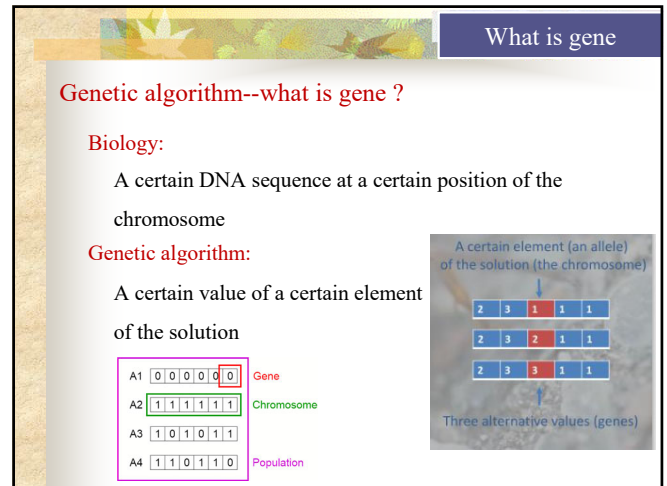 What is gene
Genetic algorithm--what is gene ?
Biology:
A certain DNA sequence at a certain position of the
chromosome
Genetic algorithm:
A certain value of a certain element
of the solution
A1 0 0 0 0 0 0 Gene
A2 1 1 1 1 1 1 Chromosome
A3 1 0 1 0 1 1
A4 1 1 0 1 1 0 Population
A certain element (an allele)
of the solution (the chromosome)
2 3 1 1 1
2 3 2 1 1
2 3 3 1 1
Three alternative values (genes)